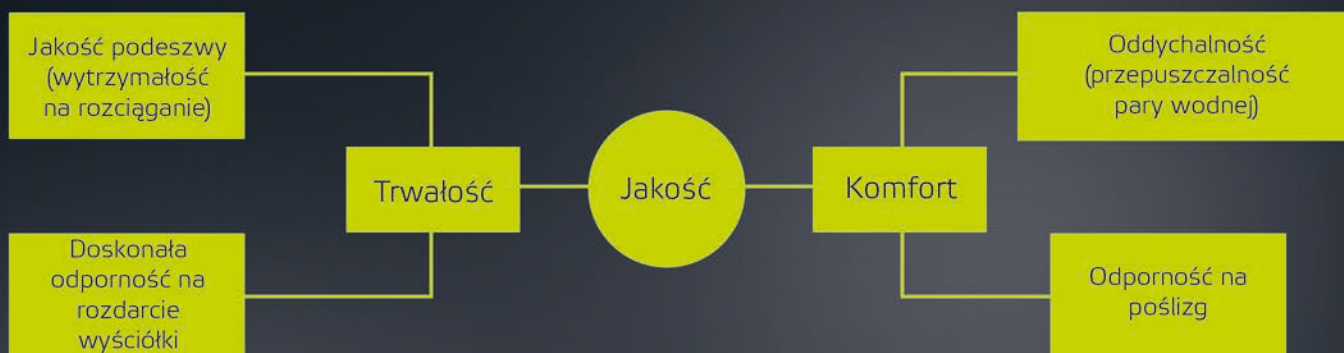 Jakość podeszwy
(wytrzymałość
na rozciąganie)
Doskonała
odporność na
rozdarcie
wyściółki
Trwałość
Jakość
Komfort
Oddychalność
(przepuszczalność
pary wodnej)
Odporność na
poślizg